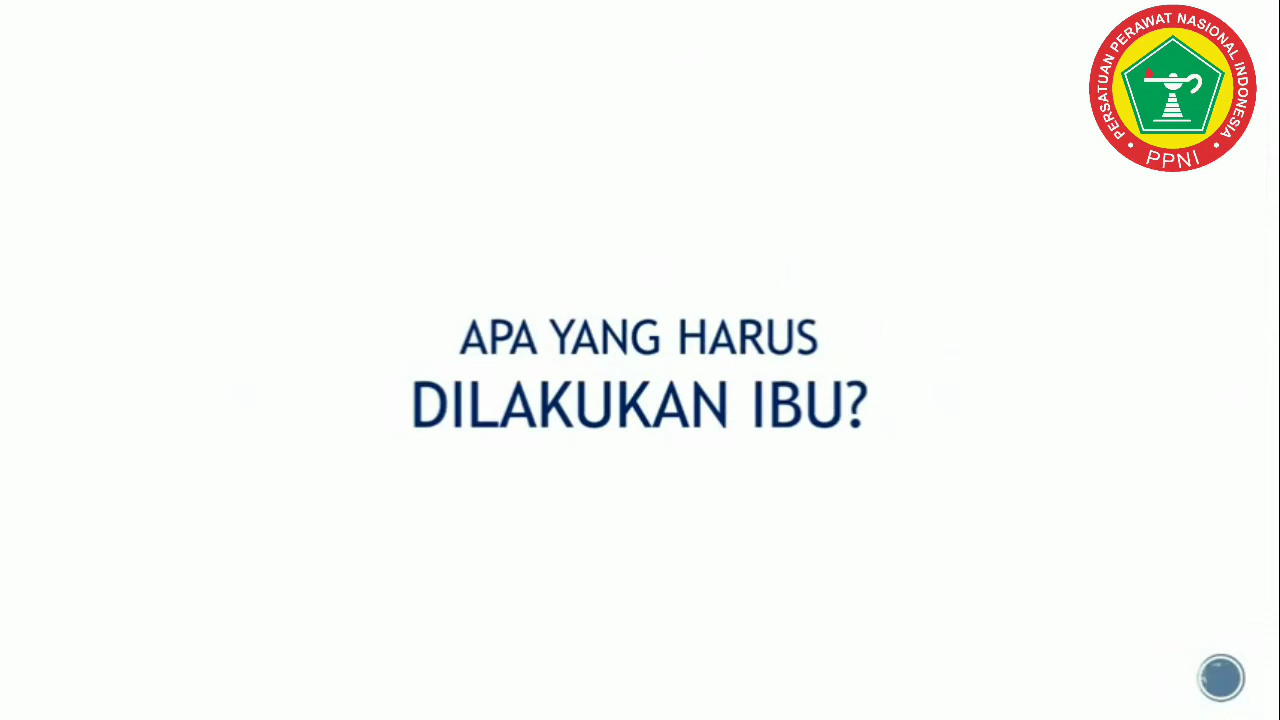 PERSATUAN PERAWAT NASIONAL INDONESIA
PPNI
APA YANG HARUS
DILAKUKAN IBU?